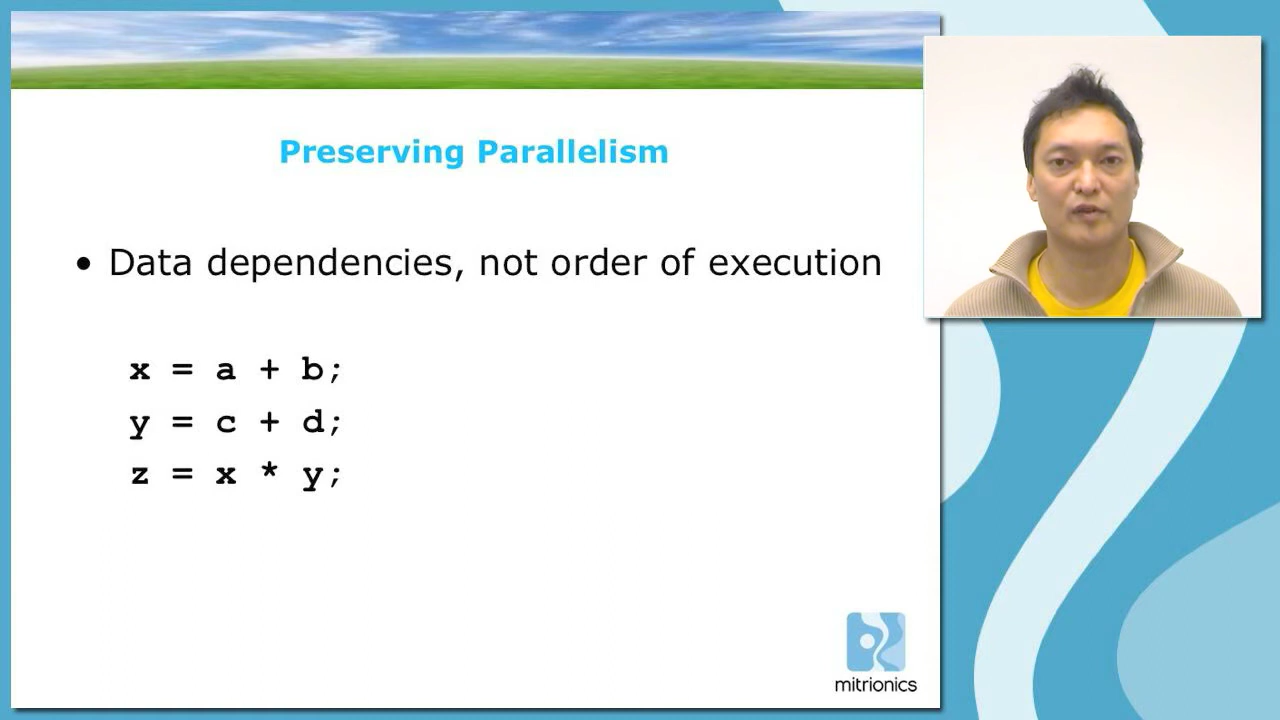 Preserving Parallelism
• Data dependencies, not order of execution
x = a + b;
y = c + d;
z = x * y;
mitrionics